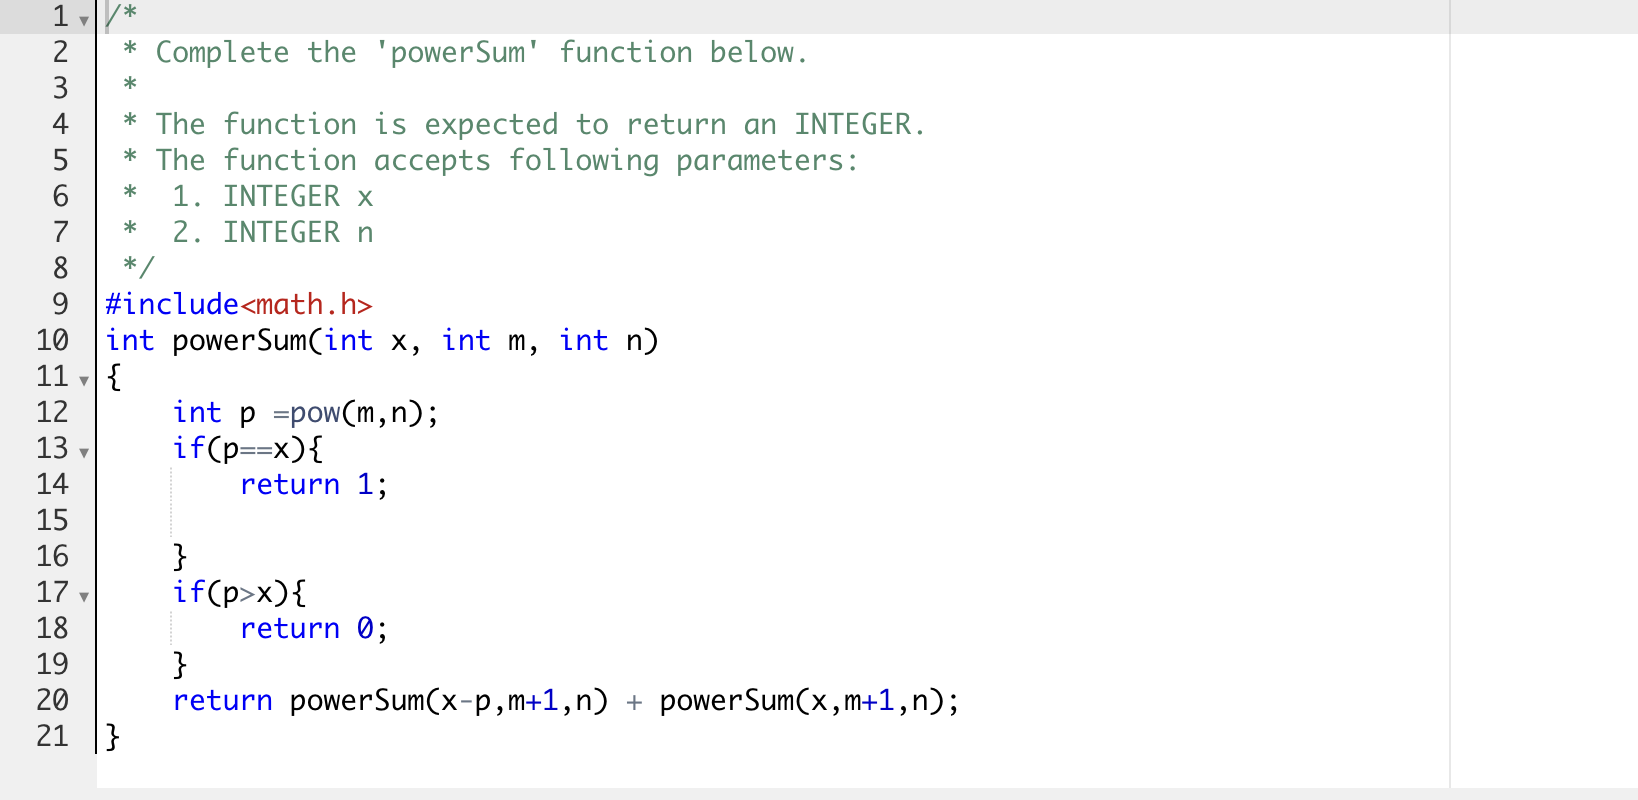 1 /*
2  * Complete the 'powerSum' function below.
3  *
4  * The function is expected to return an INTEGER.
5  * The function accepts following parameters:
6  *  1. INTEGER x
7  *  2. INTEGER n
8  */
9 #include<math.h>
10 int powerSum(int x, int m, int n)
11 {
12     int p =pow(m,n);
13     if(p==x){
14         return 1;
15
16     }
17     if(p>x){
18         return 0;
19     }
20     return powerSum(x-p,m+1,n) + powerSum(x,m+1,n);
21 }